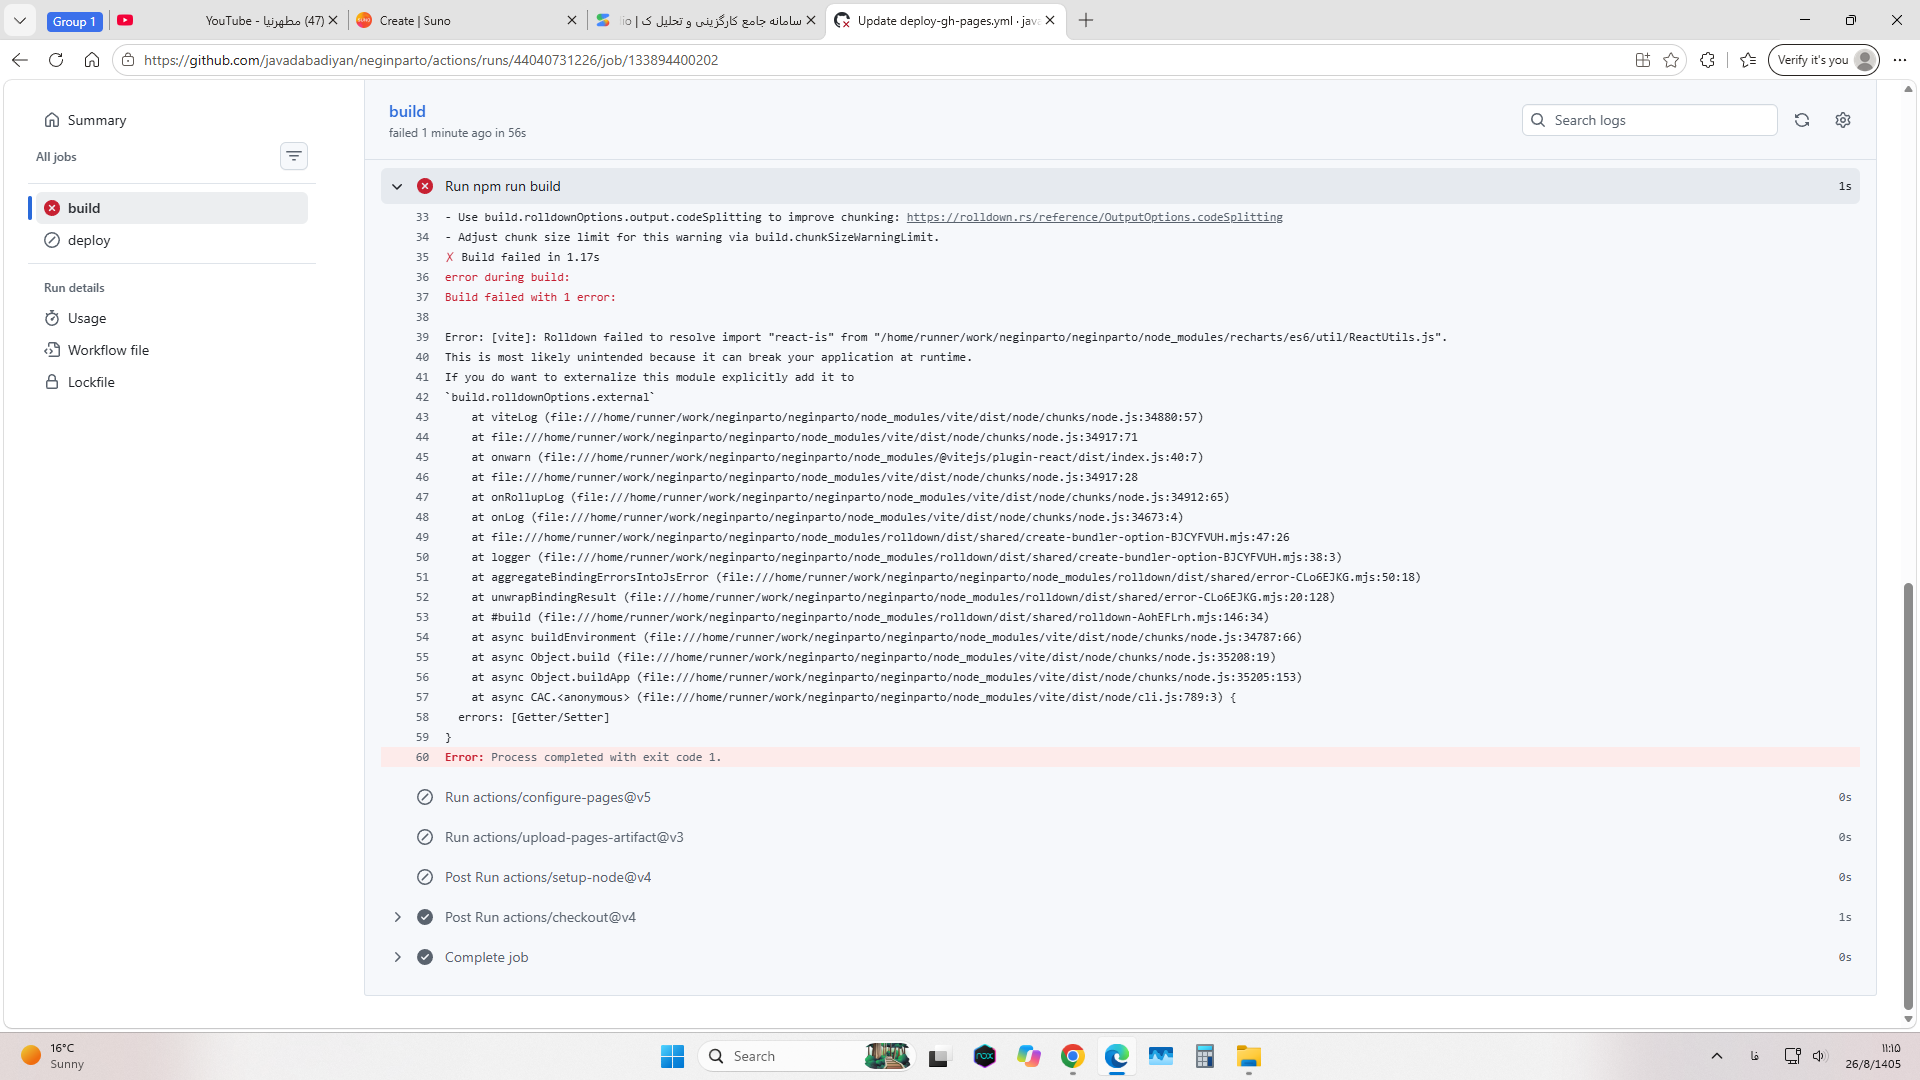 Group 1
(47) مطهرنیا - YouTube
Create | Suno
سامانه جامع کارگزینی و تحلیل ک | io
Update deploy-gh-pages.yml · java
https://github.com/javadabadiyan/neginparto/actions/runs/44040731226/job/133894400202
Verify it's you
Summary
All jobs
build
deploy
Run details
Usage
Workflow file
Lockfile
build
failed 1 minute ago in 56s
Search logs
Run npm run build
1s
33 - Use build.rolldownOptions.output.codeSplitting to improve chunking: https://rolldown.rs/reference/OutputOptions.codeSplitting
34 - Adjust chunk size limit for this warning via build.chunkSizeWarningLimit.
35 ✗ Build failed in 1.17s
36 error during build:
37 Build failed with 1 error:
38
39 Error: [vite]: Rolldown failed to resolve import "react-is" from "/home/runner/work/neginparto/neginparto/node_modules/recharts/es6/util/ReactUtils.js".
40 This is most likely unintended because it can break your application at runtime.
41 If you do want to externalize this module explicitly add it to
42 `build.rolldownOptions.external`
43 at viteLog (file:///home/runner/work/neginparto/neginparto/node_modules/vite/dist/node/chunks/node.js:34880:57)
44 at file:///home/runner/work/neginparto/neginparto/node_modules/vite/dist/node/chunks/node.js:34917:71
45 at onwarn (file:///home/runner/work/neginparto/neginparto/node_modules/@vitejs/plugin-react/dist/index.js:40:7)
46 at file:///home/runner/work/neginparto/neginparto/node_modules/vite/dist/node/chunks/node.js:34917:28
47 at onRollupLog (file:///home/runner/work/neginparto/neginparto/node_modules/vite/dist/node/chunks/node.js:34912:65)
48 at onLog (file:///home/runner/work/neginparto/neginparto/node_modules/vite/dist/node/chunks/node.js:34673:4)
49 at file:///home/runner/work/neginparto/neginparto/node_modules/rolldown/dist/shared/create-bundler-option-BJCYFVUH.mjs:47:26
50 at logger (file:///home/runner/work/neginparto/neginparto/node_modules/rolldown/dist/shared/create-bundler-option-BJCYFVUH.mjs:38:3)
51 at aggregateBindingErrorsIntoJsError (file:///home/runner/work/neginparto/neginparto/node_modules/rolldown/dist/shared/error-CLo6EJKG.mjs:50:18)
52 at unwrapBindingResult (file:///home/runner/work/neginparto/neginparto/node_modules/rolldown/dist/shared/error-CLo6EJKG.mjs:20:128)
53 at #build (file:///home/runner/work/neginparto/neginparto/node_modules/rolldown/dist/shared/rolldown-AohEFLrh.mjs:146:34)
54 at async buildEnvironment (file:///home/runner/work/neginparto/neginparto/node_modules/vite/dist/node/chunks/node.js:34787:66)
55 at async Object.build (file:///home/runner/work/neginparto/neginparto/node_modules/vite/dist/node/chunks/node.js:35208:19)
56 at async Object.buildApp (file:///home/runner/work/neginparto/neginparto/node_modules/vite/dist/node/chunks/node.js:35205:153)
57 at async CAC.<anonymous> (file:///home/runner/work/neginparto/neginparto/node_modules/vite/dist/node/cli.js:789:3) {
58 errors: [Getter/Setter]
59 }
60 Error: Process completed with exit code 1.
Run actions/configure-pages@v5
0s
Run actions/upload-pages-artifact@v3
0s
Post Run actions/setup-node@v4
0s
Post Run actions/checkout@v4
1s
Complete job
0s
16°C
Sunny
Search
فا
۱۱:۱۵
26/8/1405